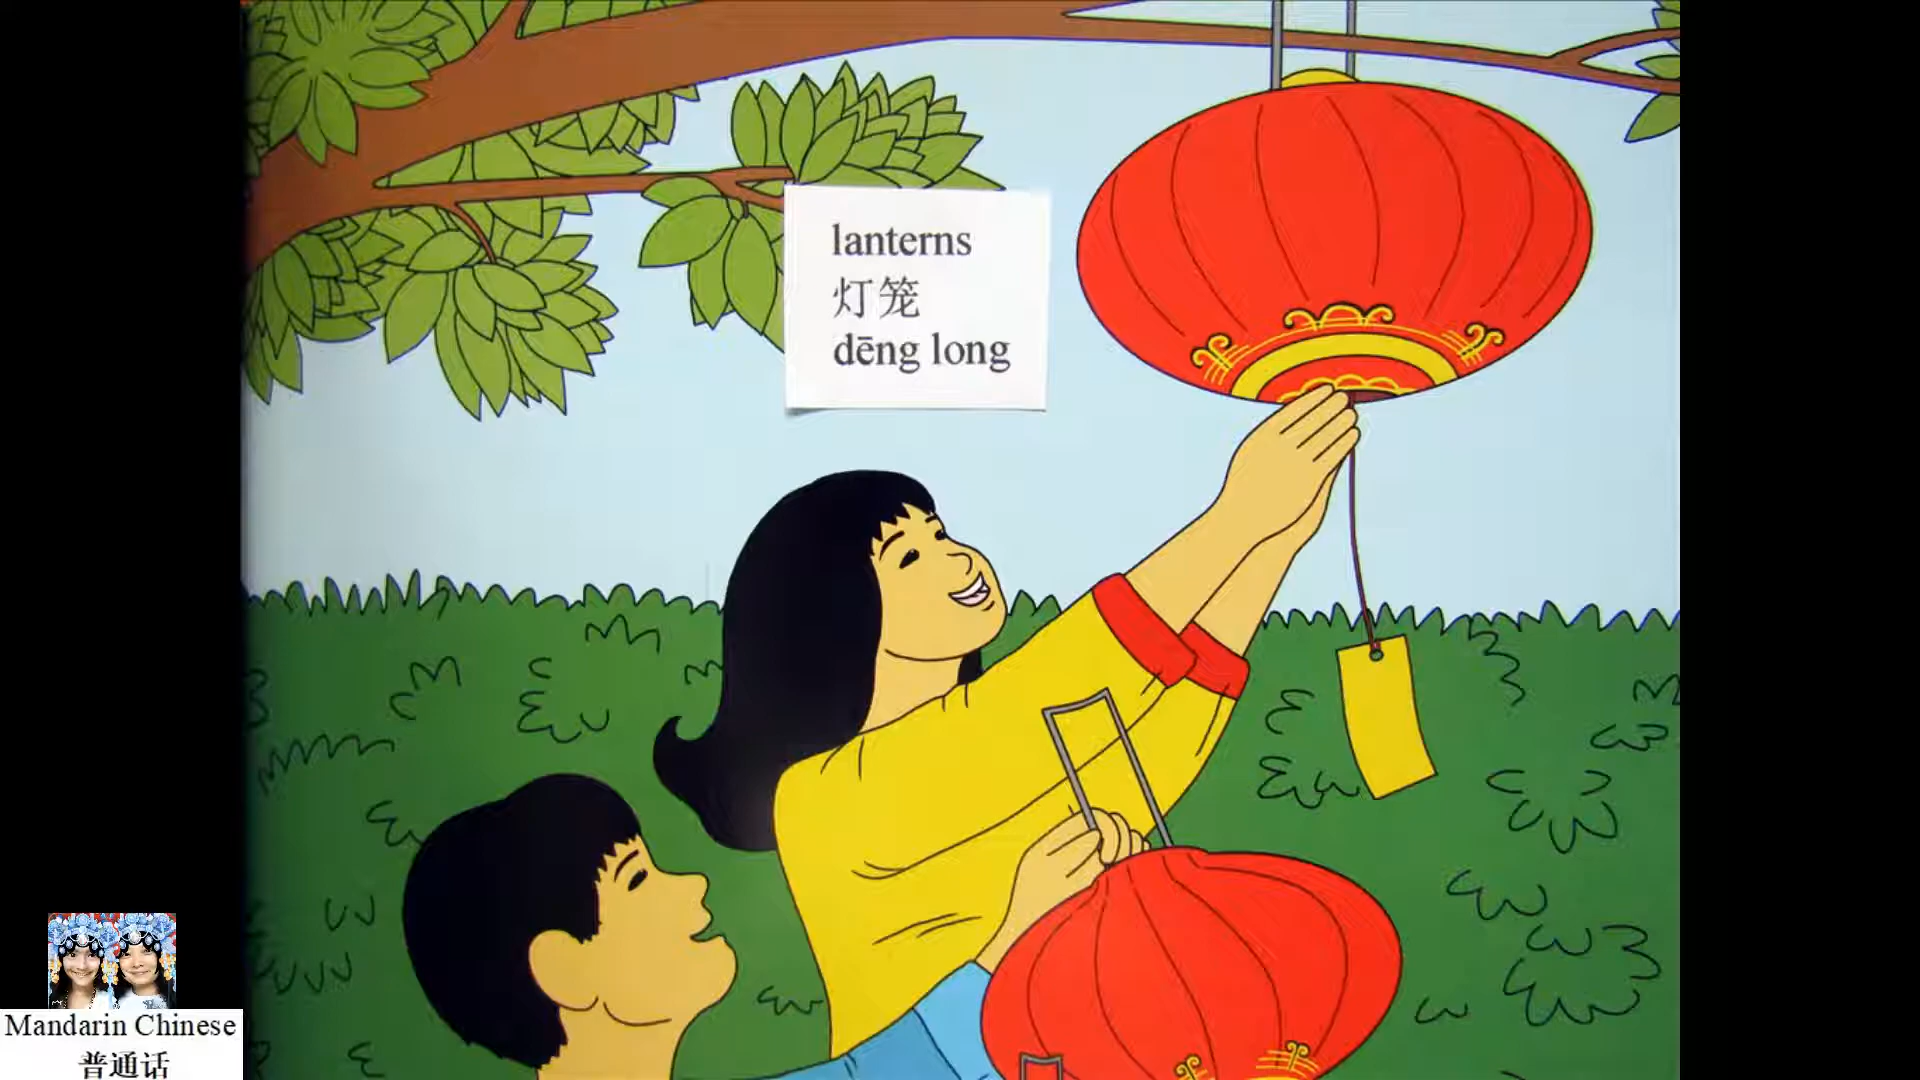 lanterns
灯笼
dēng long
Mandarin Chinese
普通话